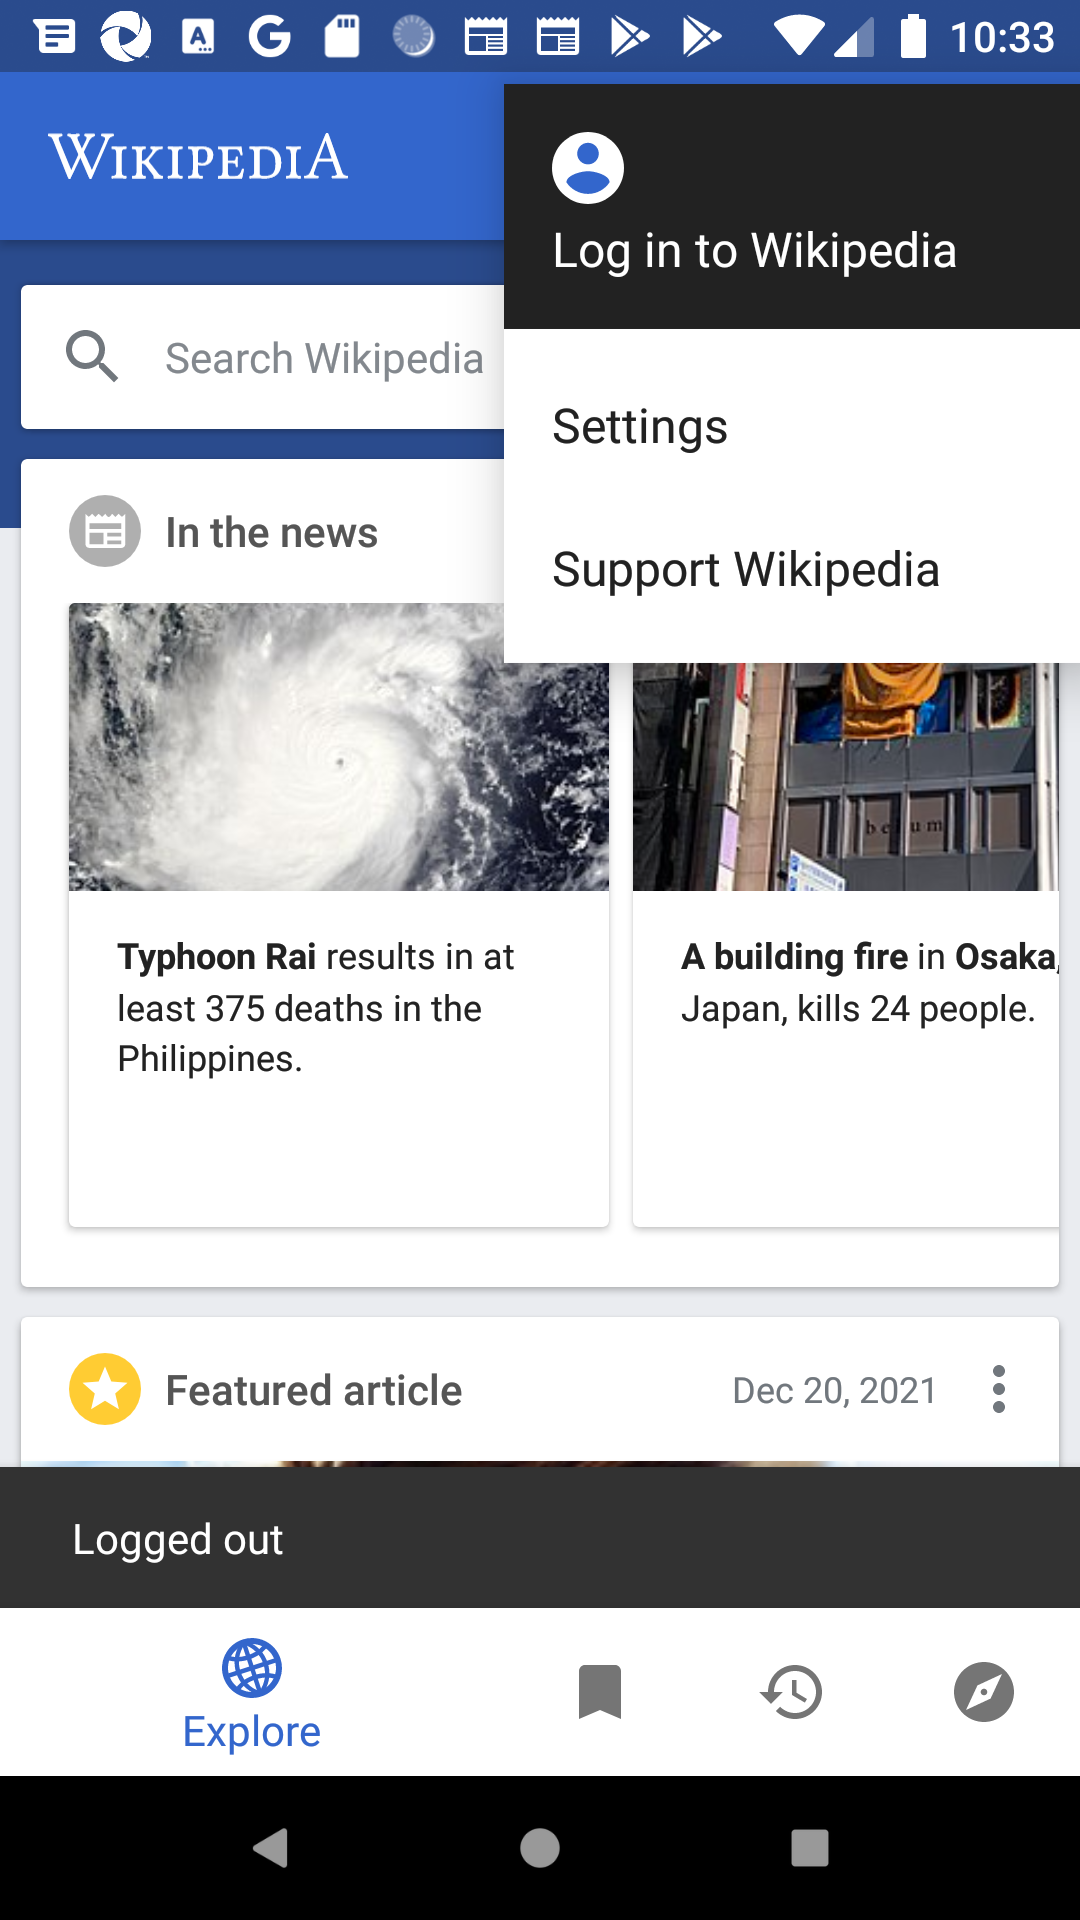 10:33
WIKIPEDIA
Log in to Wikipedia
Search Wikipedia
Settings
Support Wikipedia
In the news
Typhoon Rai results in at
least 375 deaths in the
Philippines.
A building fire in Osaka,
Japan, kills 24 people.
Featured article
Dec 20, 2021
Logged out
Explore